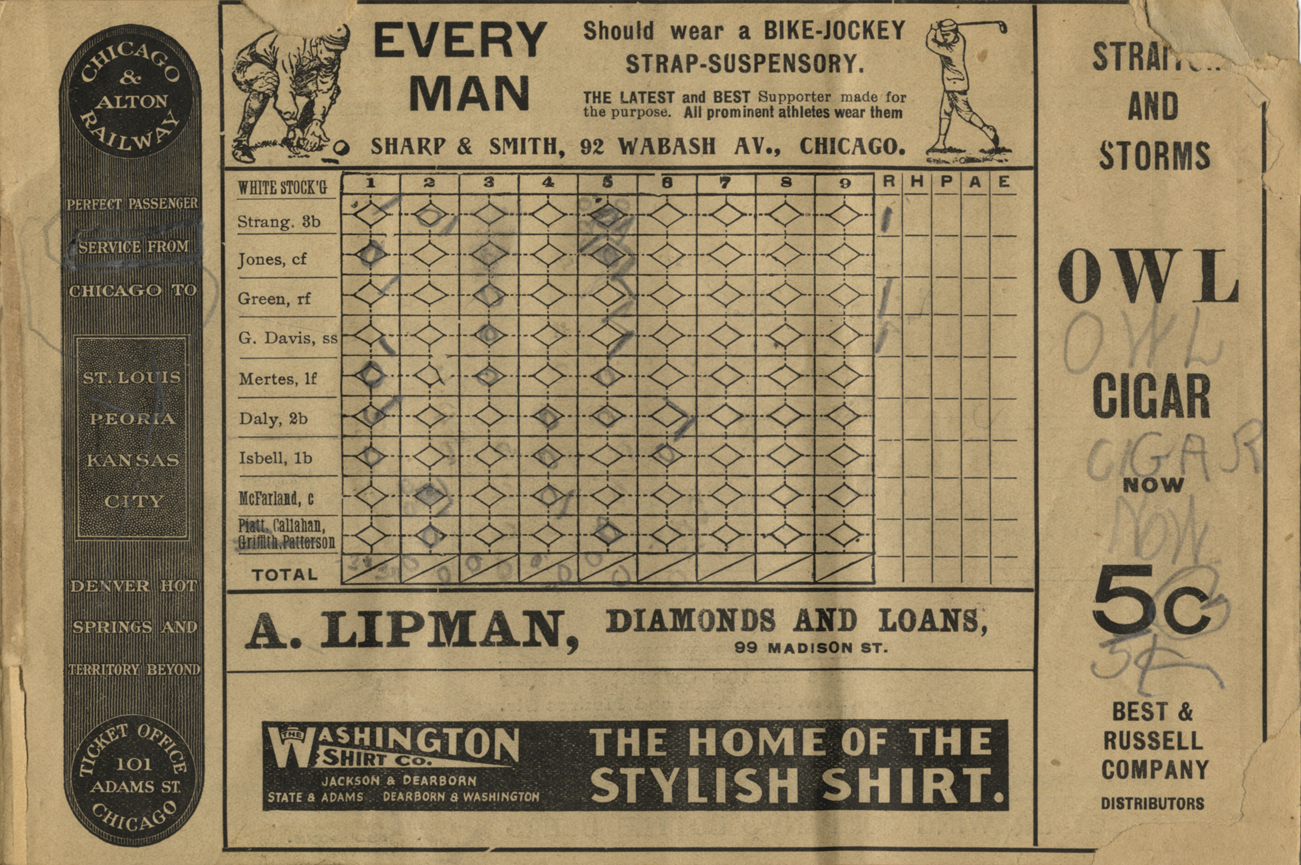 CHICAGO
&
ALTON
RAILWAY
PERFECT PASSENGER
SERVICE FROM
CHICAGO TO
ST. LOUIS
PEORIA
KANSAS
CITY
DENVER HOT
SPRINGS AND
TERRITORY BEYOND
TICKET OFFICE
101
ADAMS ST.
CHICAGO
EVERY
MAN
Should wear a BIKE-JOCKEY
STRAP-SUSPENSORY.
THE LATEST and BEST Supporter made for
the purpose. All prominent athletes wear them
SHARP & SMITH, 92 WABASH AV., CHICAGO.
WHITE STOCK'G 1 2 3 4 5 6 7 8 9 R H P A E
Strang. 3b
Jones, cf
Green, rf
G. Davis, ss
Mertes, lf
Daly, 2b
Isbell, 1b
McFarland, c
Piatt, Callahan,
Griffith, Patterson
TOTAL
A. LIPMAN, DIAMONDS AND LOANS,
99 MADISON ST.
THE WASHINGTON
SHIRT CO.
JACKSON & DEARBORN
STATE & ADAMS DEARBORN & WASHINGTON
THE HOME OF THE
STYLISH SHIRT.
AND
STORMS
OWL
OWL
CIGAR
CIGAR
NOW
NOW
5c
5¢
BEST &
RUSSELL
COMPANY
DISTRIBUTORS